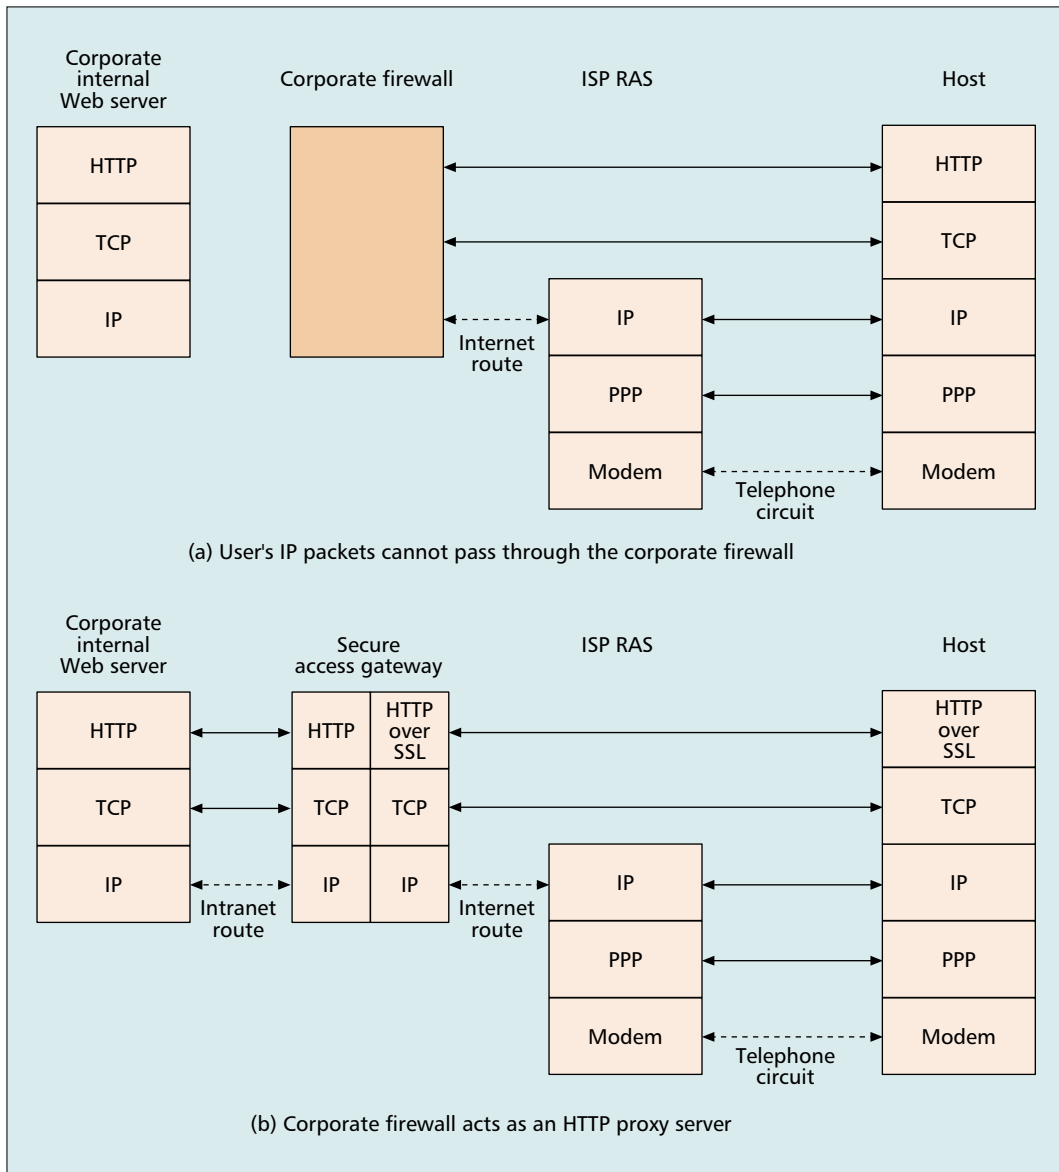 Corporate
internal
Web server
Corporate firewall
ISP RAS
Host
HTTP
HTTP
TCP
TCP
IP
IP
IP
Internet
route
PPP
PPP
Modem
Modem
Telephone
circuit
(a) User's IP packets cannot pass through the corporate firewall
Corporate
internal
Web server
Secure
access gateway
ISP RAS
Host
HTTP
HTTP
HTTP
over
SSL
HTTP
over
SSL
TCP
TCP
TCP
TCP
IP
IP
IP
IP
IP
Intranet
route
Internet
route
PPP
PPP
Modem
Modem
Telephone
circuit
(b) Corporate firewall acts as an HTTP proxy server